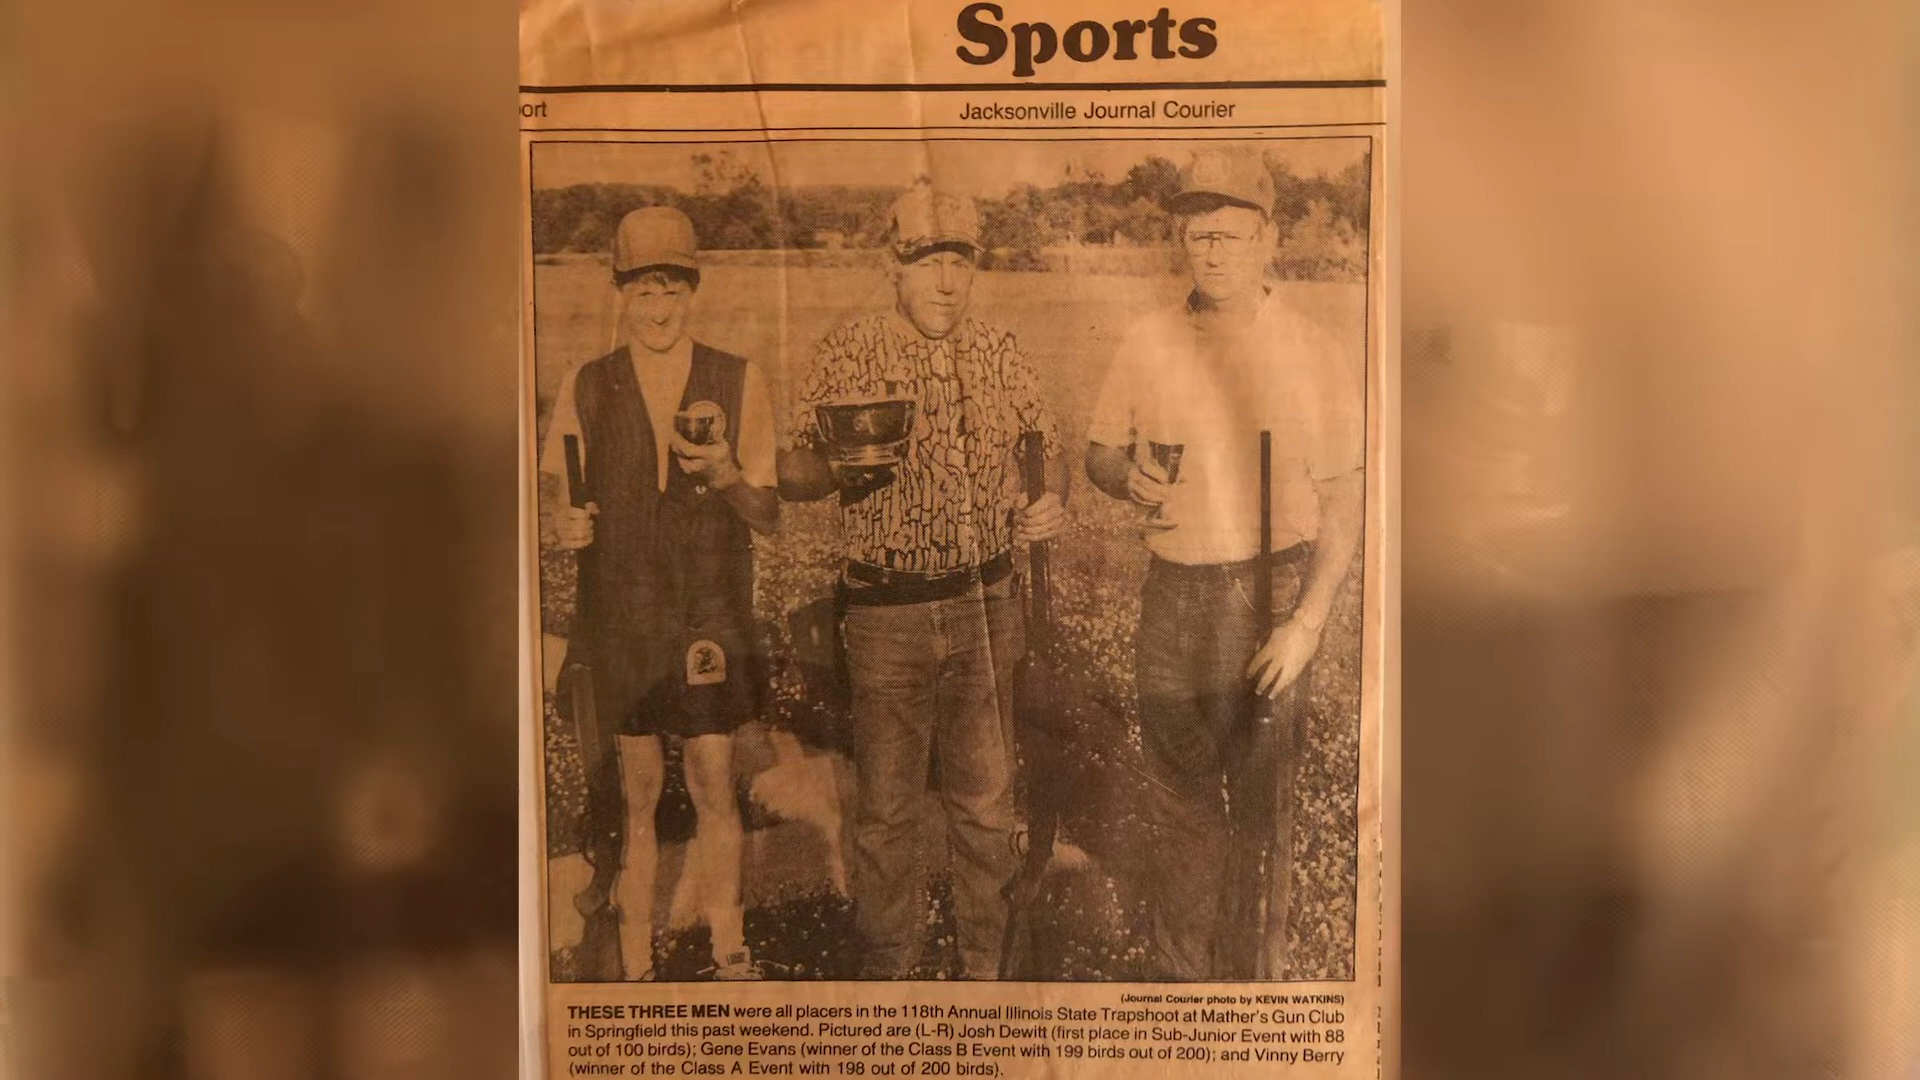 Sports
ort
Jacksonville Journal Courier
(Journal Courier photo by KEVIN WATKINS)
THESE THREE MEN were all placers in the 118th Annual Illinois State Trapshoot at Mather's Gun Club
in Springfield this past weekend. Pictured are (L-R) Josh Dewitt (first place in Sub-Junior Event with 88
out of 100 birds); Gene Evans (winner of the Class B Event with 199 birds out of 200); and Vinny Berry
(winner of the Class A Event with 198 out of 200 birds).